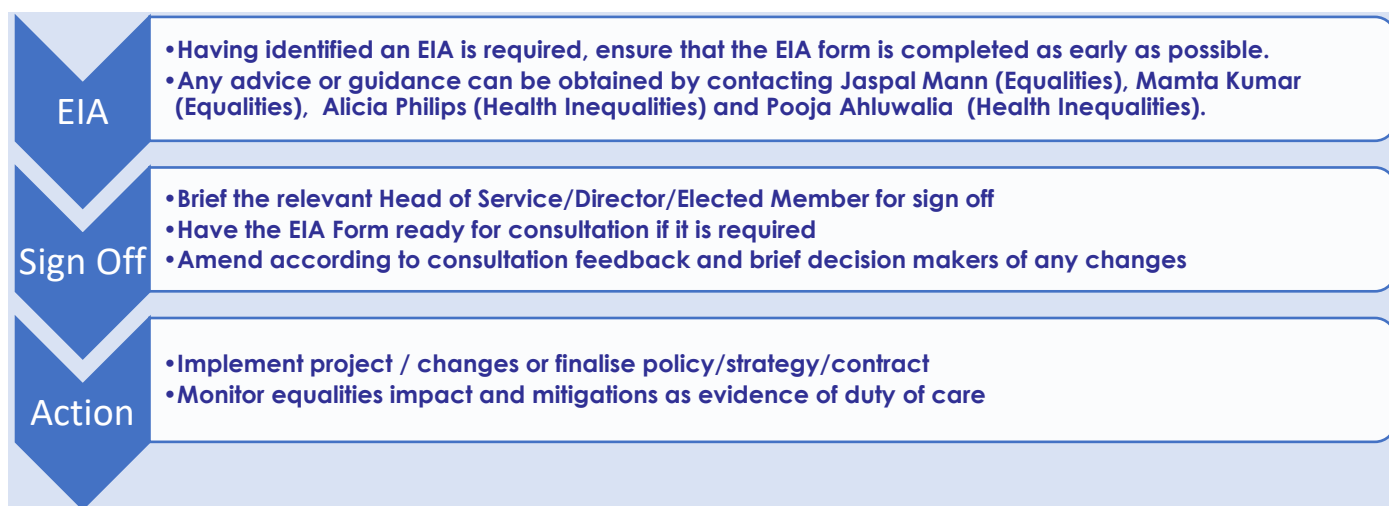 EIA
•Having identified an EIA is required, ensure that the EIA form is completed as early as possible.
•Any advice or guidance can be obtained by contacting Jaspal Mann (Equalities), Mamta Kumar
(Equalities),  Alicia Philips (Health Inequalities) and Pooja Ahluwalia  (Health Inequalities).
Sign Off
•Brief the relevant Head of Service/Director/Elected Member for sign off
•Have the EIA Form ready for consultation if it is required
•Amend according to consultation feedback and brief decision makers of any changes
Action
•Implement project / changes or finalise policy/strategy/contract
•Monitor equalities impact and mitigations as evidence of duty of care